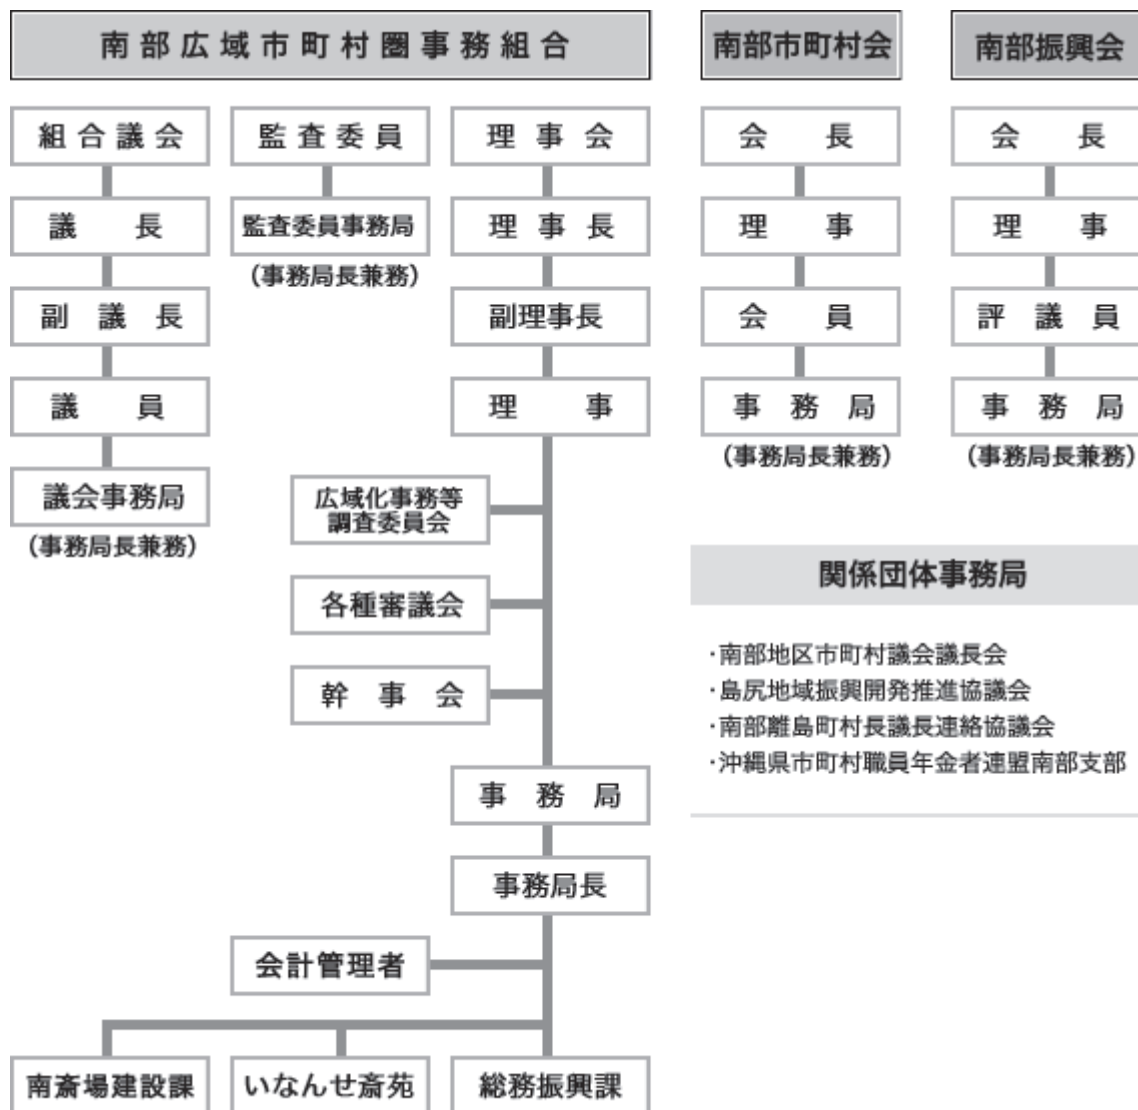 南部広域市町村圏事務組合
組合議会
議長
副議長
議員
議会事務局
（事務局長兼務）
監査委員
監査委員事務局
（事務局長兼務）
理事会
理事長
副理事長
理事
広域化事務等
調査委員会
各種審議会
幹事会
事務局
事務局長
会計管理者
南斎場建設課
いなんせ斎苑
総務振興課
南部市町村会
会長
理事
会員
事務局
（事務局長兼務）
南部振興会
会長
理事
評議員
事務局
（事務局長兼務）
関係団体事務局
・南部地区市町村議会議長会
・島尻地域振興開発推進協議会
・南部離島町村長議長連絡協議会
・沖縄県市町村職員年金者連盟南部支部